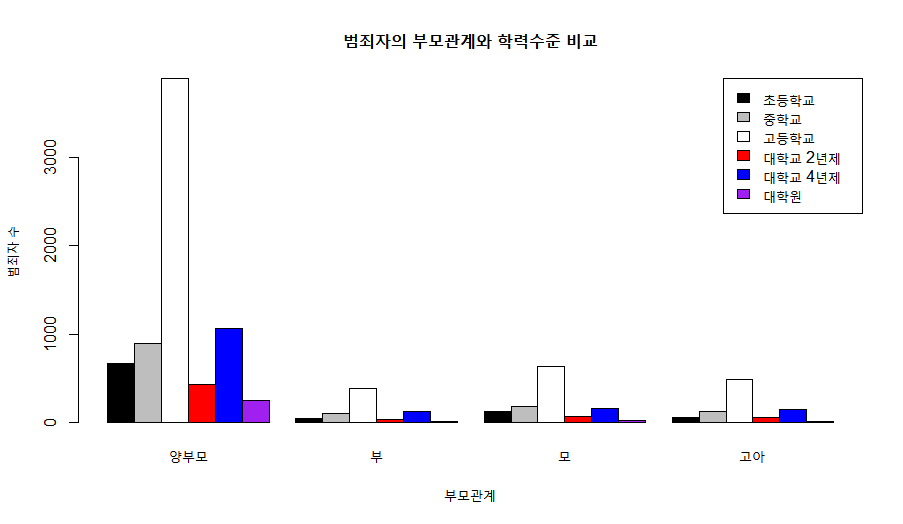 범죄자의 부모관계와 학력수준 비교
초등학교
중학교
고등학교
대학교 2년제
대학교 4년제
대학원
범죄자 수
3000
2000
1000
0
양부모
부
모
고아
부모관계